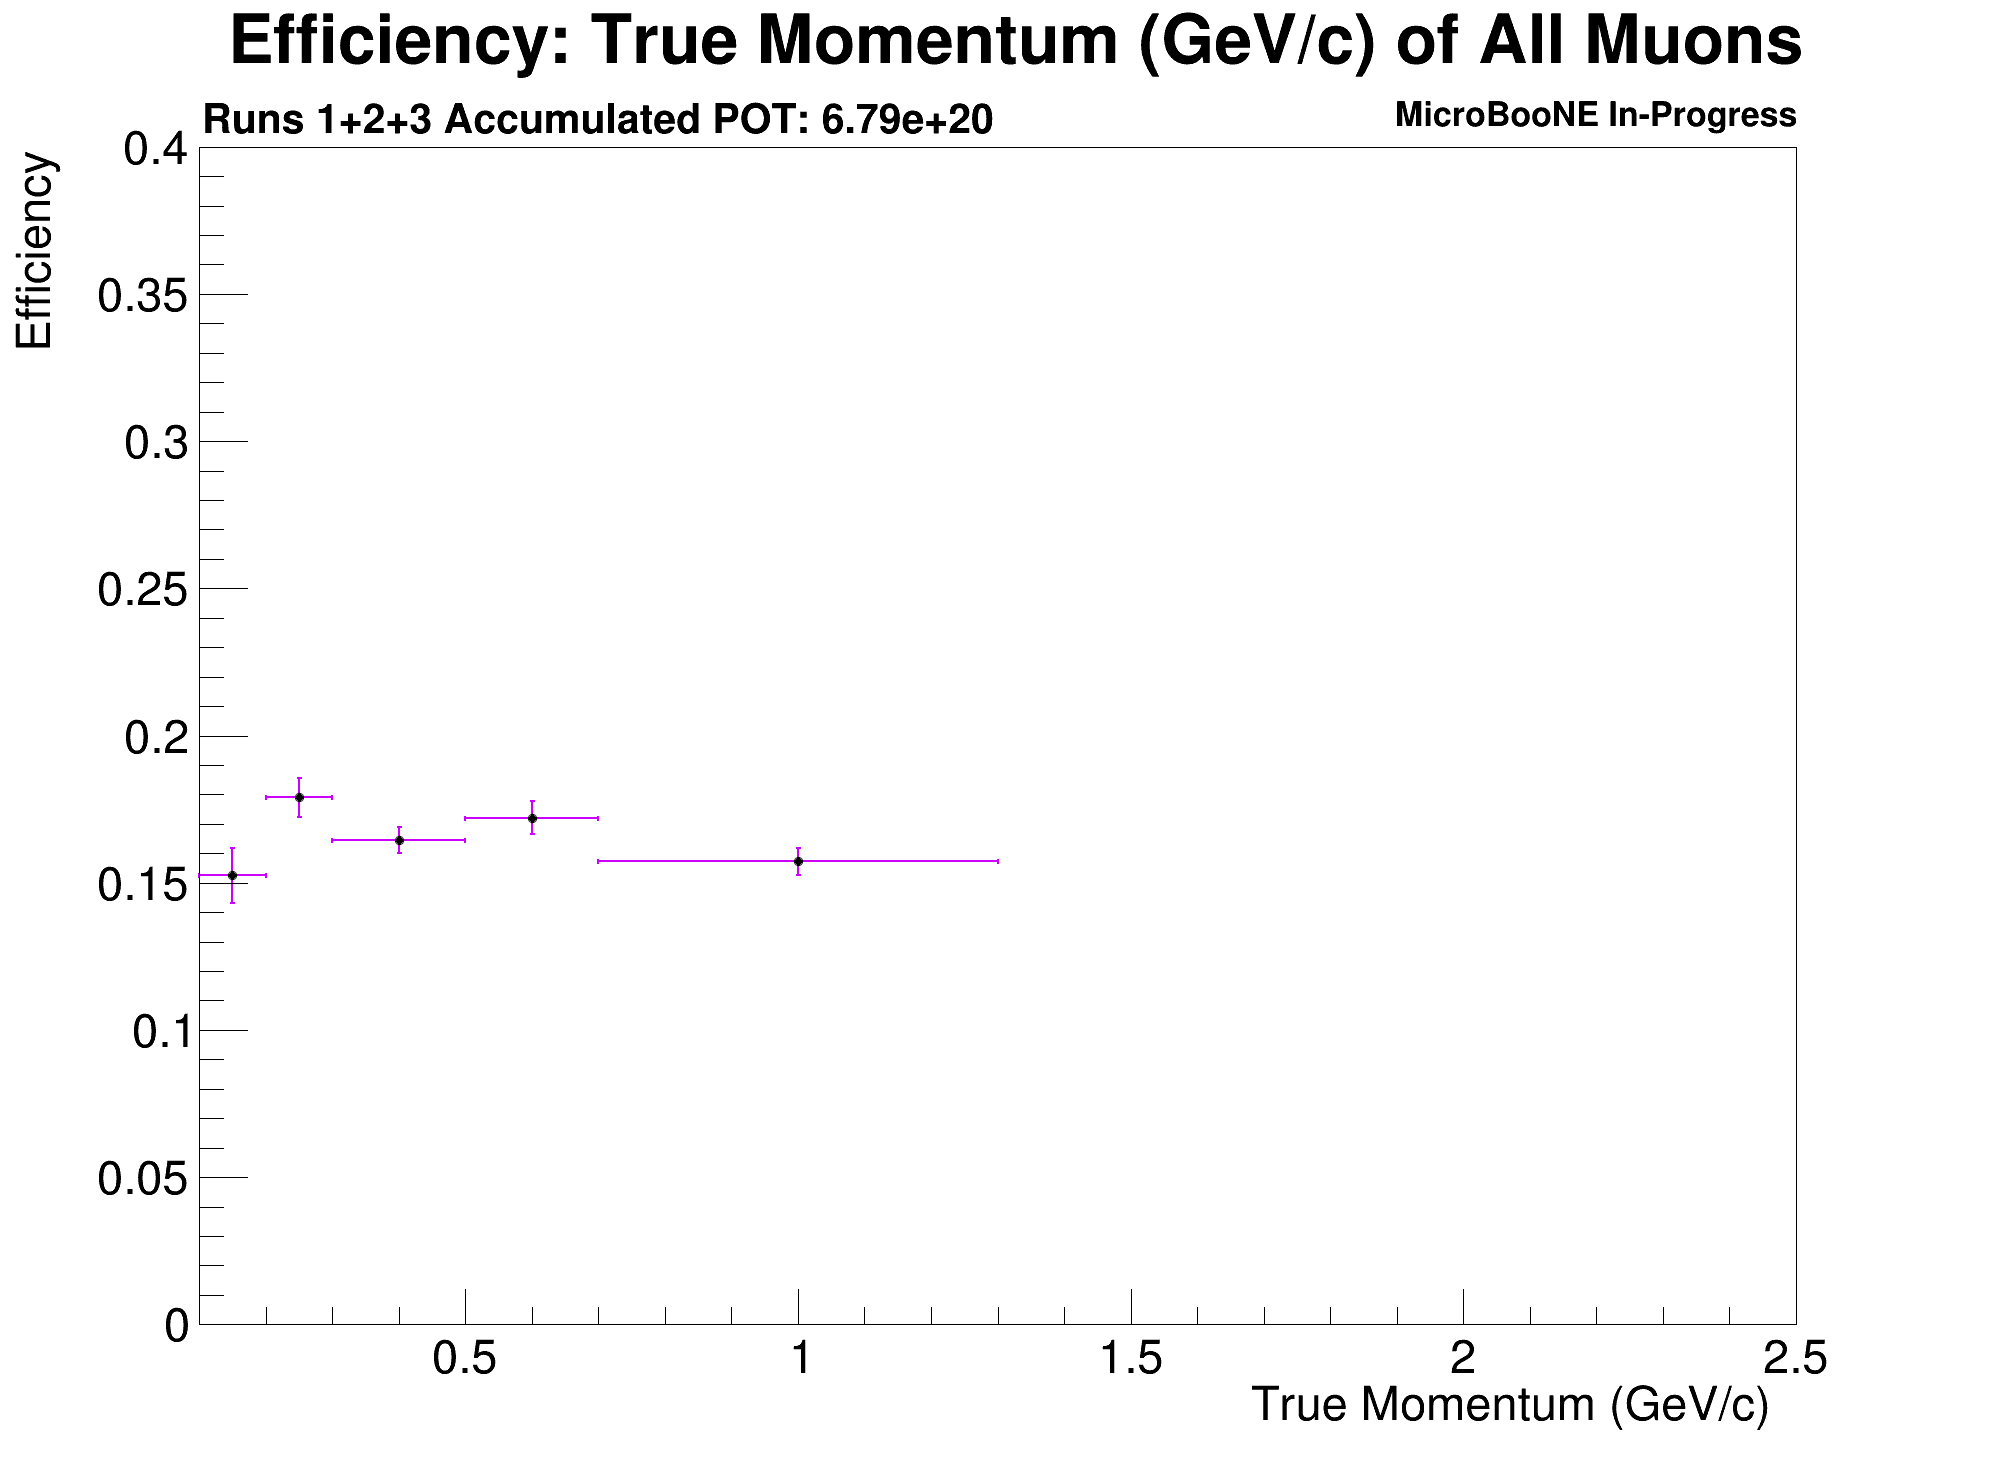 Efficiency: True Momentum (GeV/c) of All Muons
Runs 1+2+3 Accumulated POT: 6.79e+20
MicroBooNE In-Progress
Efficiency
0.4
0.35
0.3
0.25
0.2
0.15
0.1
0.05
0
0.5 1 1.5 2 2.5
True Momentum (GeV/c)